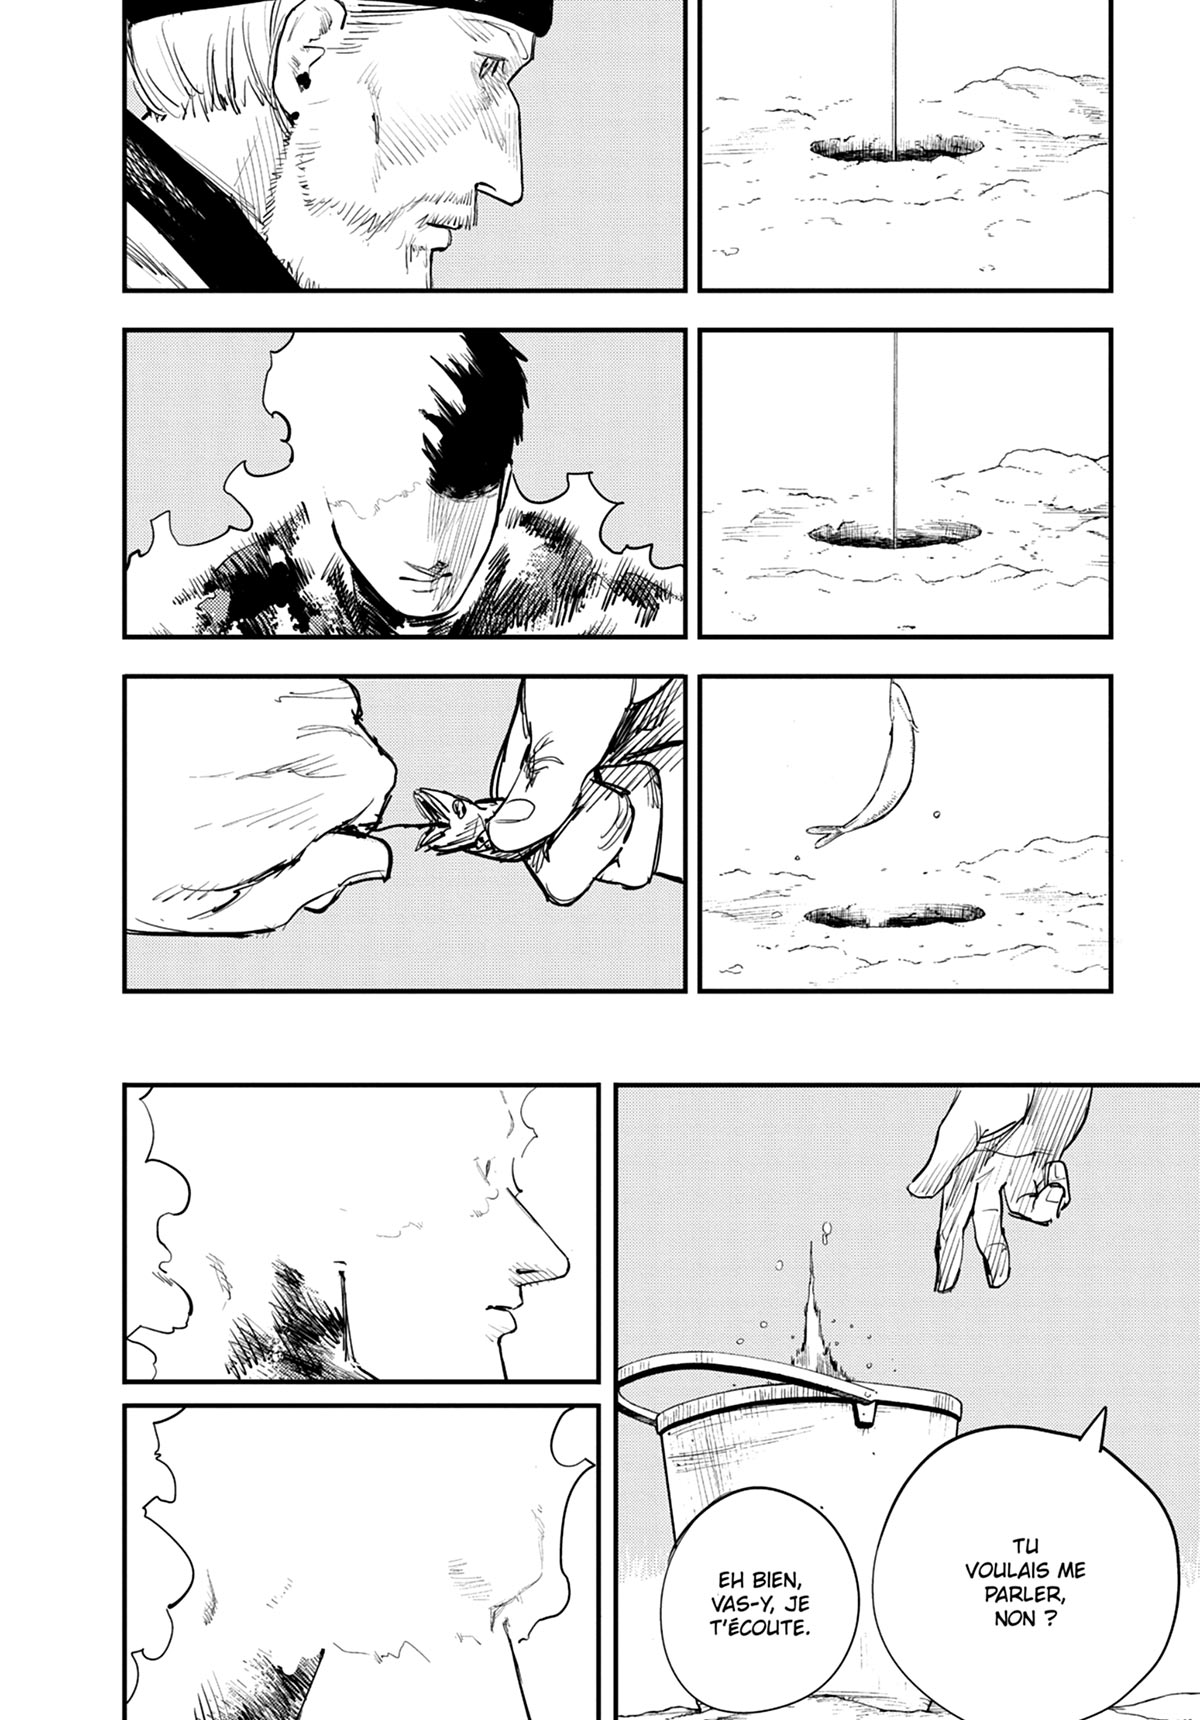 TU
VOULAIS ME
PARLER,
NON ?
EH BIEN,
VAS-Y, JE
T'ÉCOUTE.